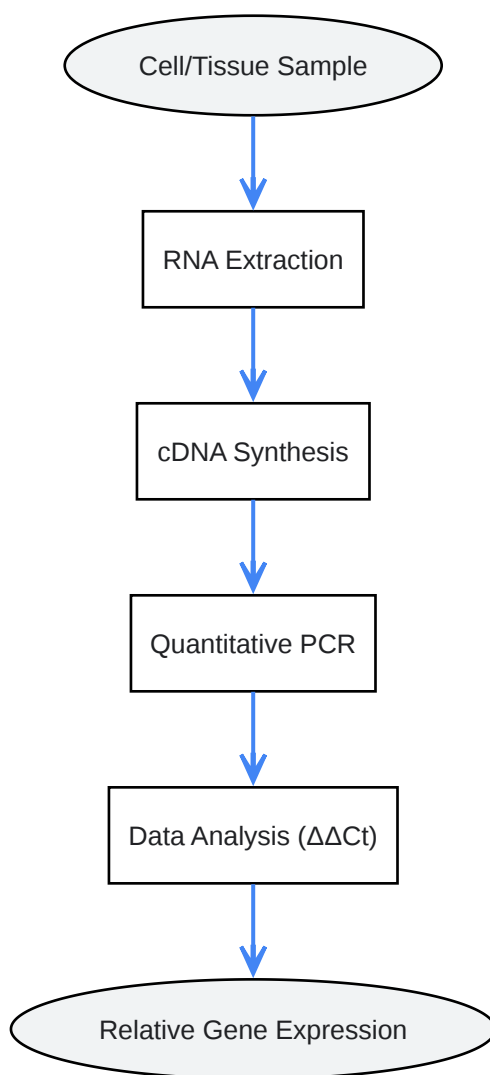 Cell/Tissue Sample
RNA Extraction
cDNA Synthesis
Quantitative PCR
Data Analysis (ΔΔCt)
Relative Gene Expression